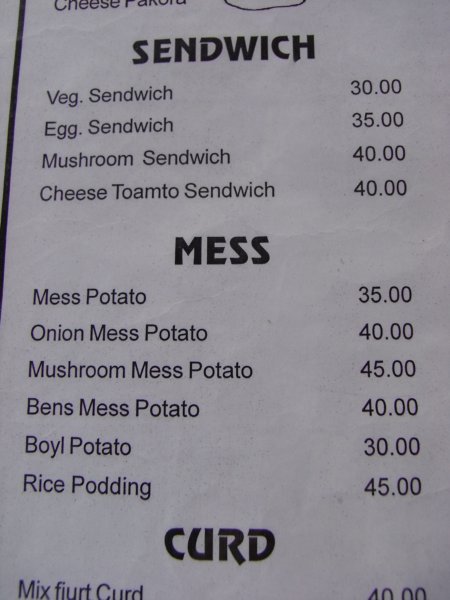 Cheese Pakora
SENDWICH
Veg. Sendwich 30.00
Egg. Sendwich 35.00
Mushroom Sendwich 40.00
Cheese Toamto Sendwich 40.00
MESS
Mess Potato 35.00
Onion Mess Potato 40.00
Mushroom Mess Potato 45.00
Bens Mess Potato 40.00
Boyl Potato 30.00
Rice Podding 45.00
CURD
Mix fiurt Curd 40.00